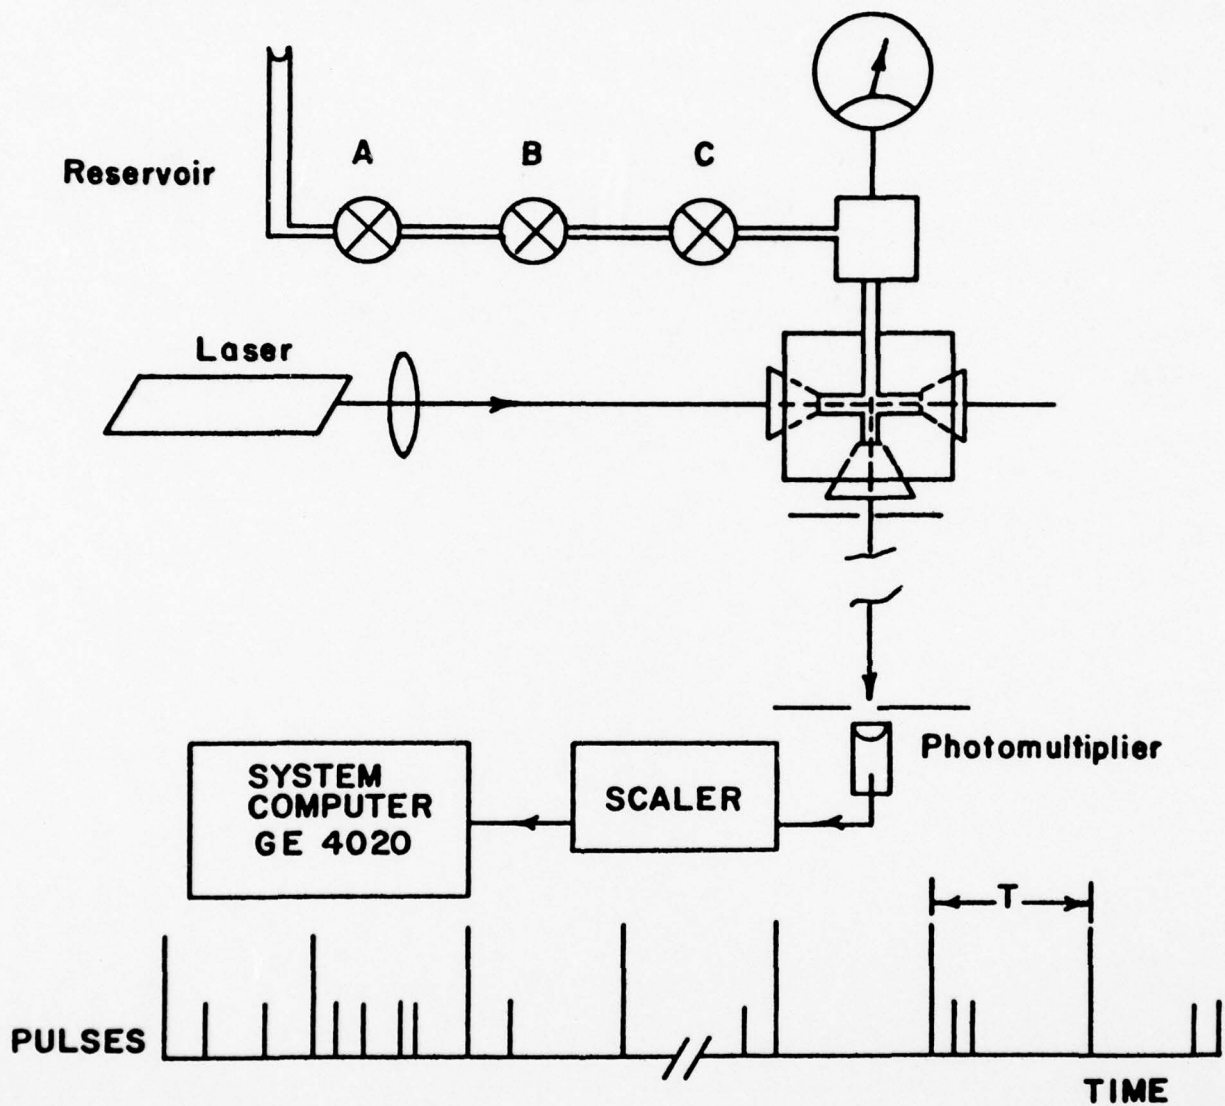 A B C
Reservoir
Laser
Photomultiplier
SYSTEM
COMPUTER
GE 4020
SCALER
T
PULSES
TIME